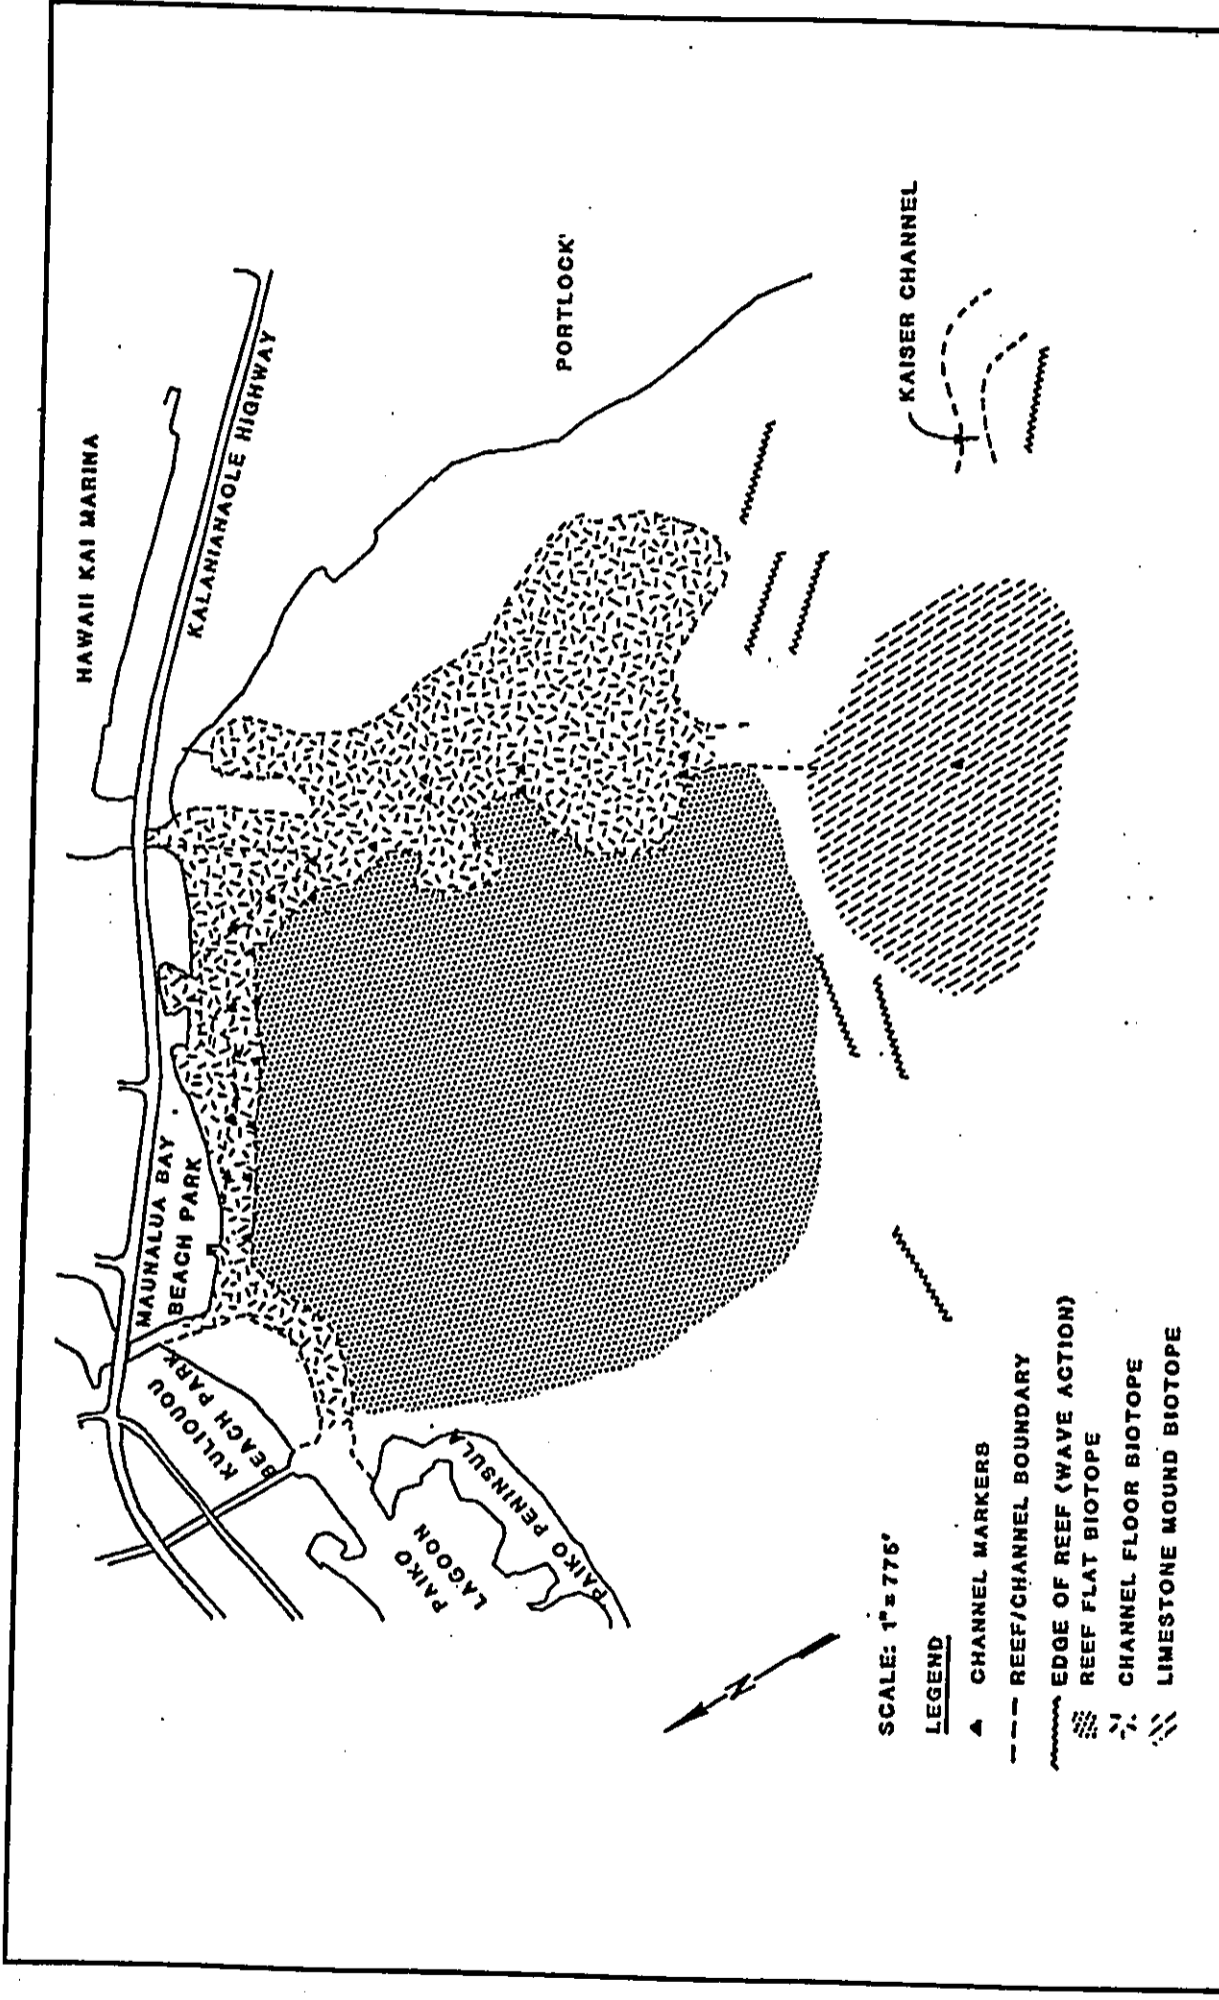 HAWAII KAI MARINA
KALANIANAOLE HIGHWAY
PORTLOCK
KAISER CHANNEL
MAUNALUA BAY
BEACH PARK
KULIOUOU
BEACH PARK
PAIKO PENINSULA
PAIKO
LAGOON
N
SCALE: 1"=775'
LEGEND
CHANNEL MARKERS
REEF/CHANNEL BOUNDARY
EDGE OF REEF (WAVE ACTION)
REEF FLAT BIOTOPE
CHANNEL FLOOR BIOTOPE
LIMESTONE MOUND BIOTOPE